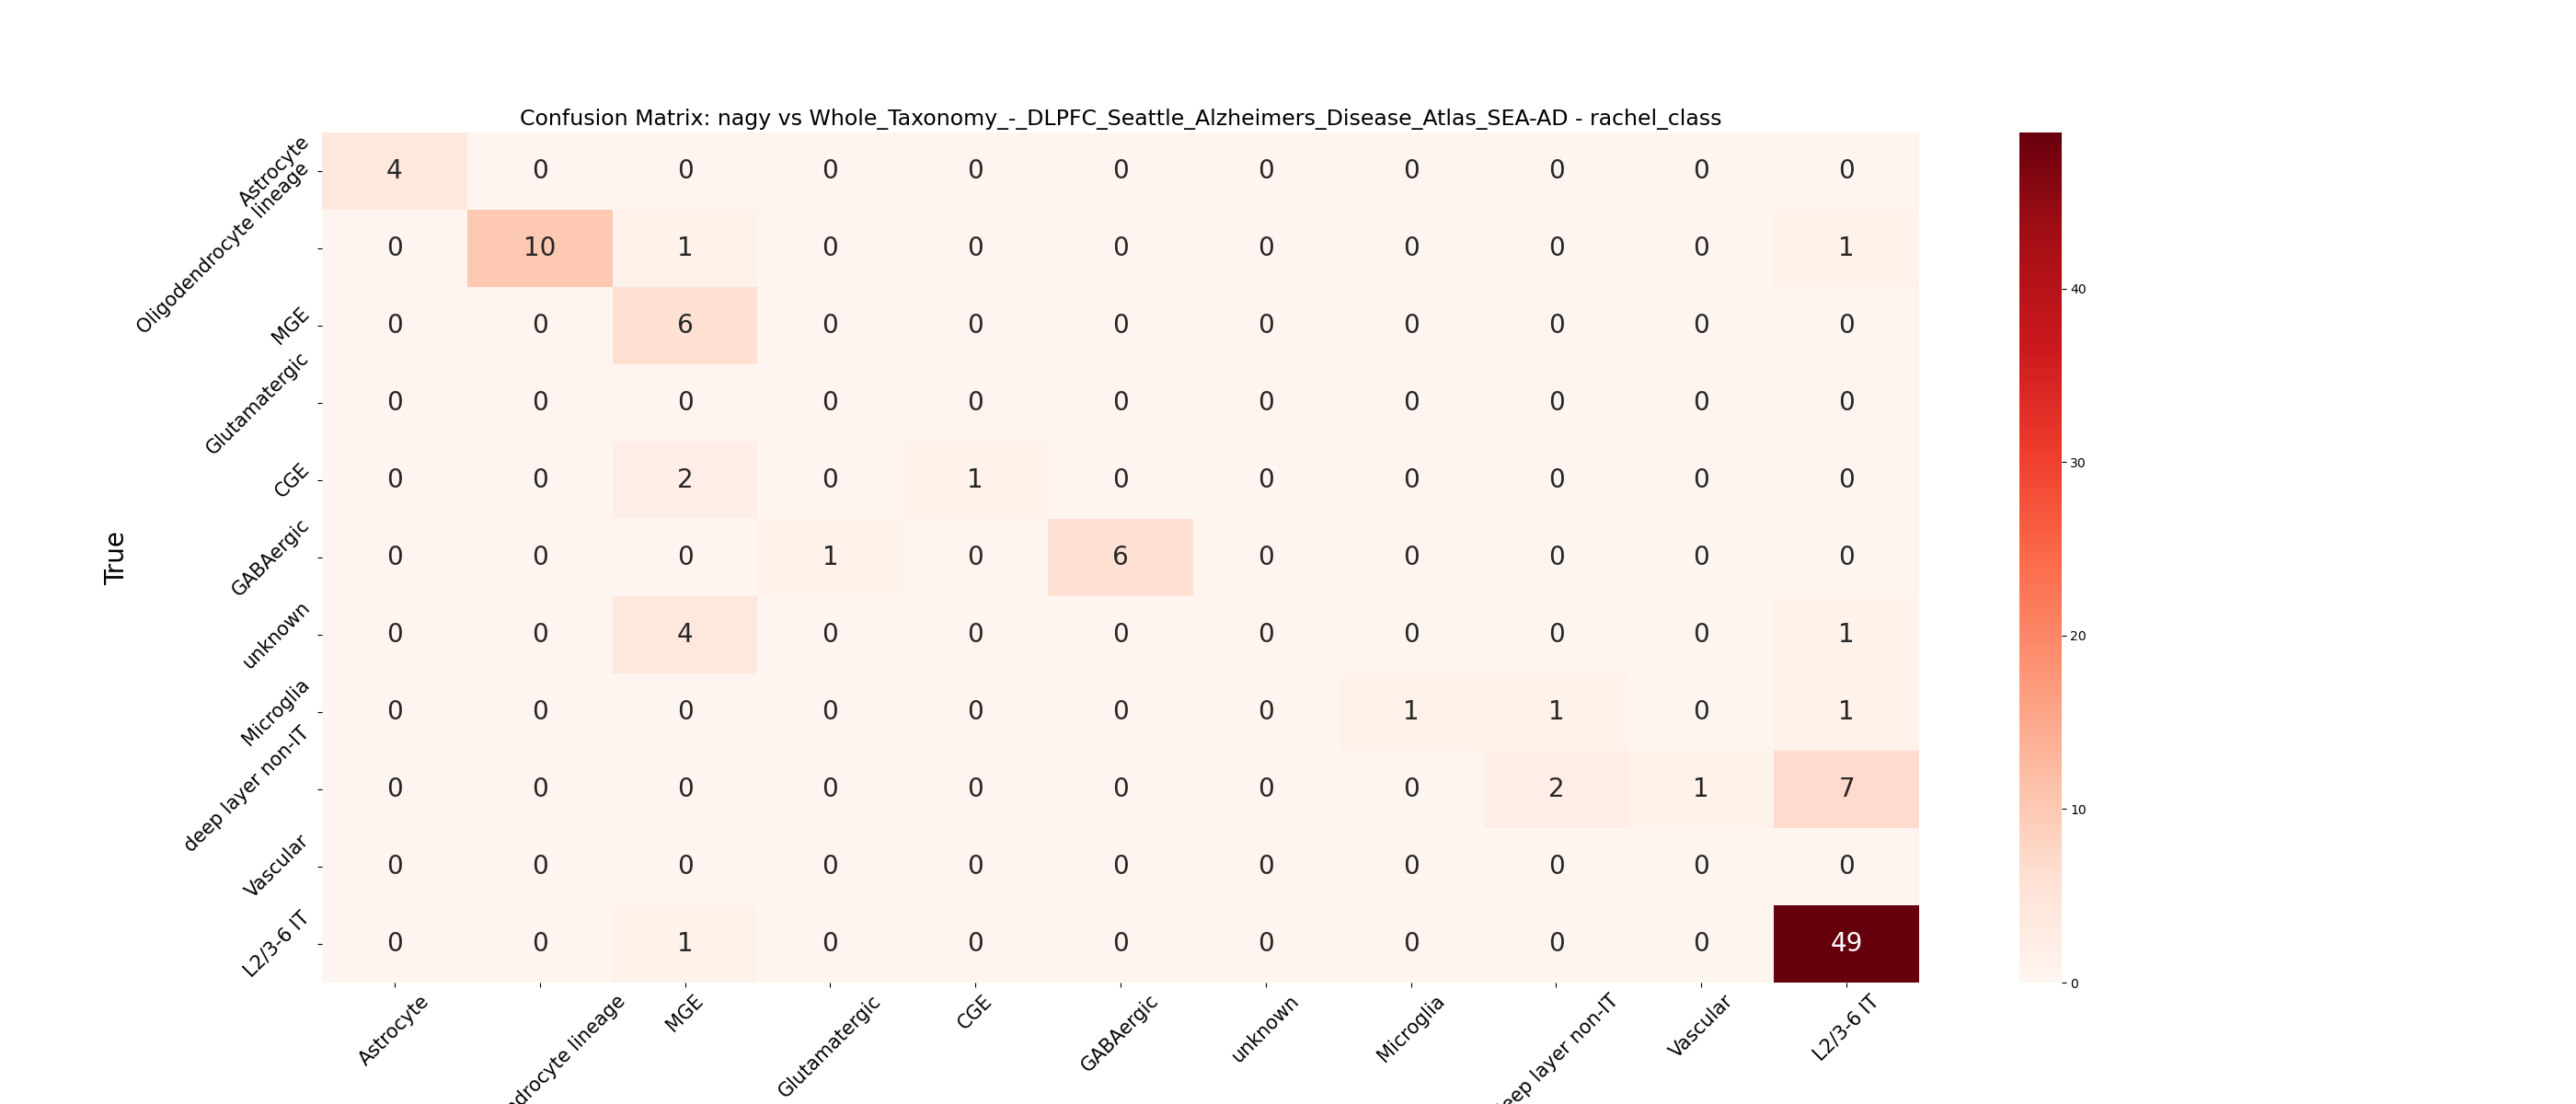 Confusion Matrix: nagy vs Whole_Taxonomy_-_DLPFC_Seattle_Alzheimers_Disease_Atlas_SEA-AD - rachel_class
True
Astrocyte 4 0 0 0 0 0 0 0 0 0 0
Oligodendrocyte lineage 0 10 1 0 0 0 0 0 0 0 1
MGE 0 0 6 0 0 0 0 0 0 0 0
Glutamatergic 0 0 0 0 0 0 0 0 0 0 0
CGE 0 0 2 0 1 0 0 0 0 0 0
GABAergic 0 0 0 1 0 6 0 0 0 0 0
unknown 0 0 4 0 0 0 0 0 0 0 1
Microglia 0 0 0 0 0 0 0 1 1 0 1
deep layer non-IT 0 0 0 0 0 0 0 0 2 1 7
Vascular 0 0 0 0 0 0 0 0 0 0 0
L2/3-6 IT 0 0 1 0 0 0 0 0 0 0 49
Astrocyte ndrocyte lineage MGE Glutamatergic CGE GABAergic unknown Microglia eep layer non-IT Vascular L2/3-6 IT
40
30
20
10
0